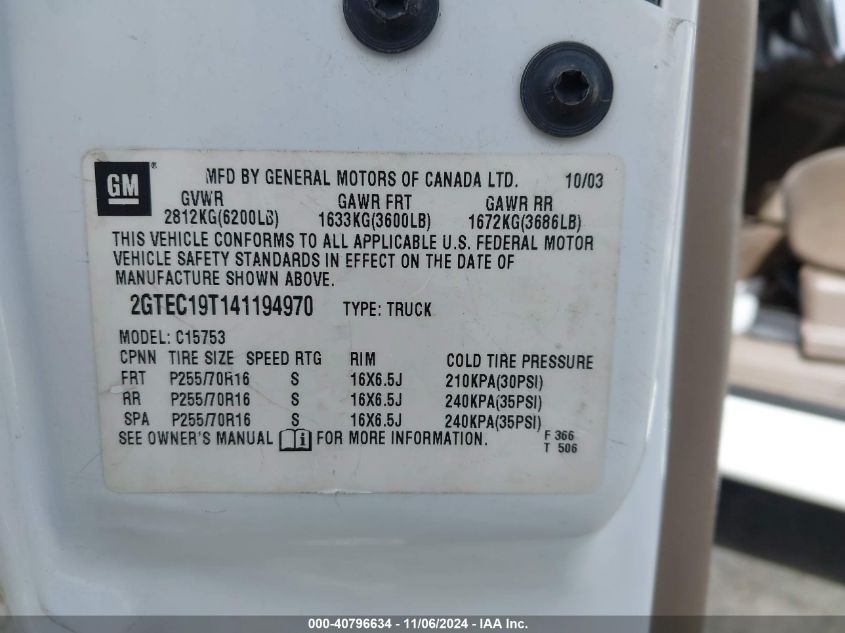 GM ® MFD BY GENERAL MOTORS OF CANADA LTD. 10/03
GVWR GAWR FRT GAWR RR
2812KG(6200LB) 1633KG(3600LB) 1672KG(3686LB)
THIS VEHICLE CONFORMS TO ALL APPLICABLE U.S. FEDERAL MOTOR
VEHICLE SAFETY STANDARDS IN EFFECT ON THE DATE OF
MANUFACTURE SHOWN ABOVE.
2GTEC19T141194970 TYPE: TRUCK
MODEL: C15753
CPNN TIRE SIZE SPEED RTG RIM COLD TIRE PRESSURE
FRT P255/70R16 S 16X6.5J 210KPA(30PSI)
RR P255/70R16 S 16X6.5J 240KPA(35PSI)
SPA P255/70R16 S 16X6.5J 240KPA(35PSI)
SEE OWNER'S MANUAL i FOR MORE INFORMATION. F 366
T 506
000-40796634 - 11/06/2024 - IAA Inc.